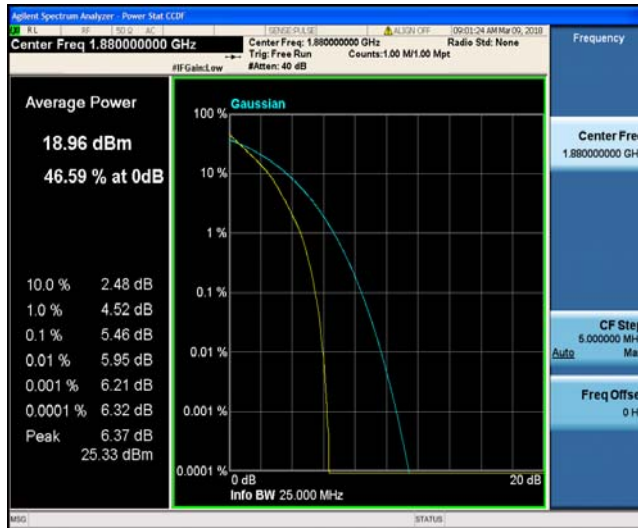 Agilent Spectrum Analyzer - Power Stat CCDF
RL RF 50 Ω AC SENSE:PULSE ALIGN OFF 09:01:24 AM Mar 09, 2018
Center Freq 1.880000000 GHz
Center Freq: 1.880000000 GHz Radio Std: None
Trig: Free Run Counts:1.00 M/1.00 Mpt
#IFGain:Low #Atten: 40 dB
Frequency
Average Power
18.96 dBm
46.59 % at 0dB
10.0 % 2.48 dB
1.0 % 4.52 dB
0.1 % 5.46 dB
0.01 % 5.95 dB
0.001 % 6.21 dB
0.0001 % 6.32 dB
Peak 6.37 dB
25.33 dBm
Gaussian
100 %
10 %
1 %
0.1 %
0.01 %
0.001 %
0.0001 %
0 dB 20 dB
Info BW 25.000 MHz
Center Fre
1.880000000 GH
CF Ste
5.000000 MH
Auto Ma
Freq Offse
0 H
MSG STATUS